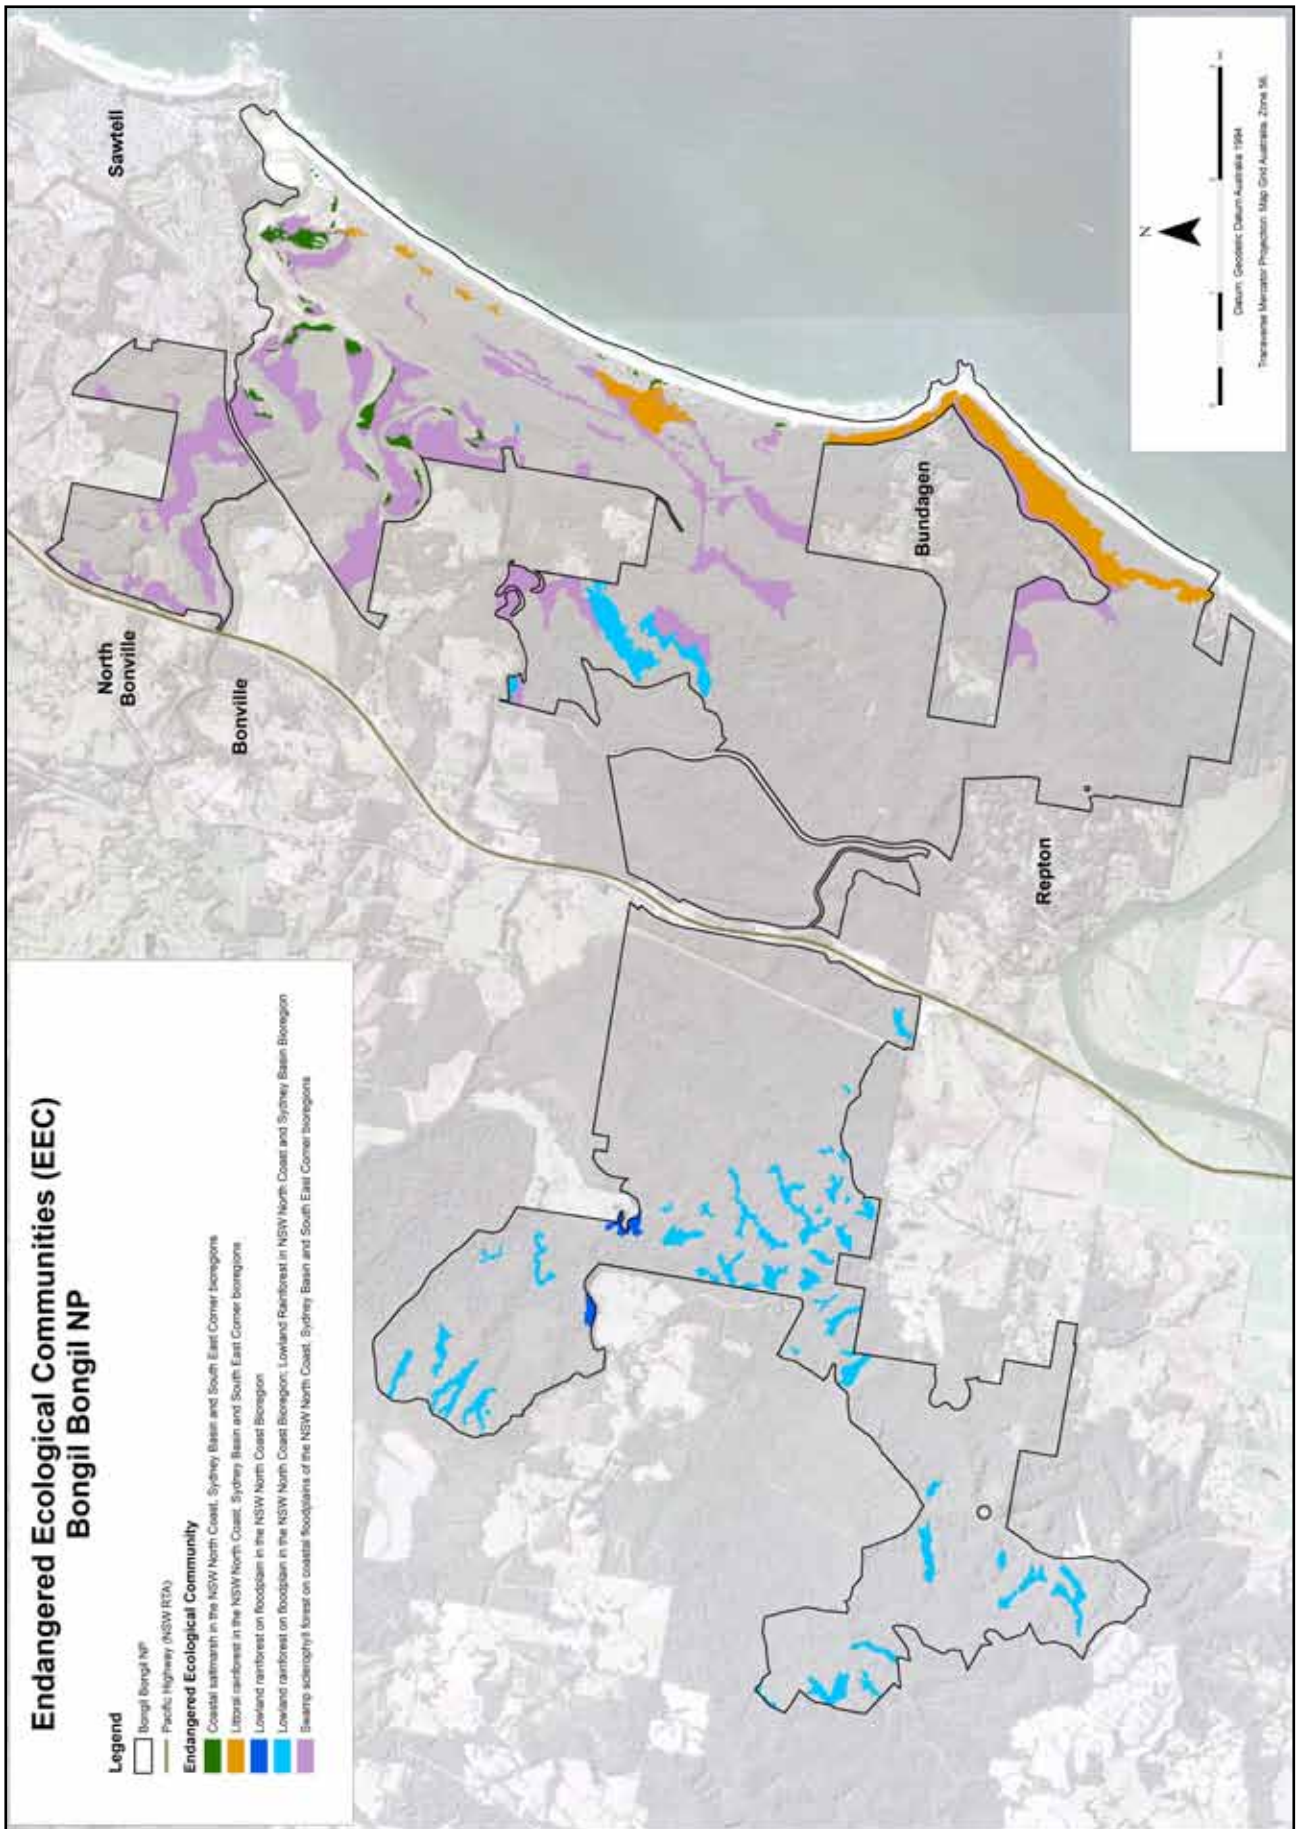 Endangered Ecological Communities (EEC)
Bongil Bongil NP
Legend
Bongil Bongil NP
Pacific Highway (NSW RTA)
Endangered Ecological Community
Coastal saltmarsh in the NSW North Coast, Sydney Basin and South East Corner bioregions
Littoral rainforest in the NSW North Coast, Sydney Basin and South East Corner bioregions
Lowland rainforest on floodplain in the NSW North Coast Bioregion
Lowland rainforest on floodplain in the NSW North Coast Bioregion; Lowland Rainforest in NSW North Coast and Sydney Basin Bioregion
Swamp sclerophyll forest on coastal floodplains of the NSW North Coast, Sydney Basin and South East Corner bioregions
Sawtell
North
Bonville
Bonville
Bundagen
Repton
N
Datum: Geodetic Datum Australia 1994
Transverse Mercator Projection: Map Grid Australia: Zone 56.